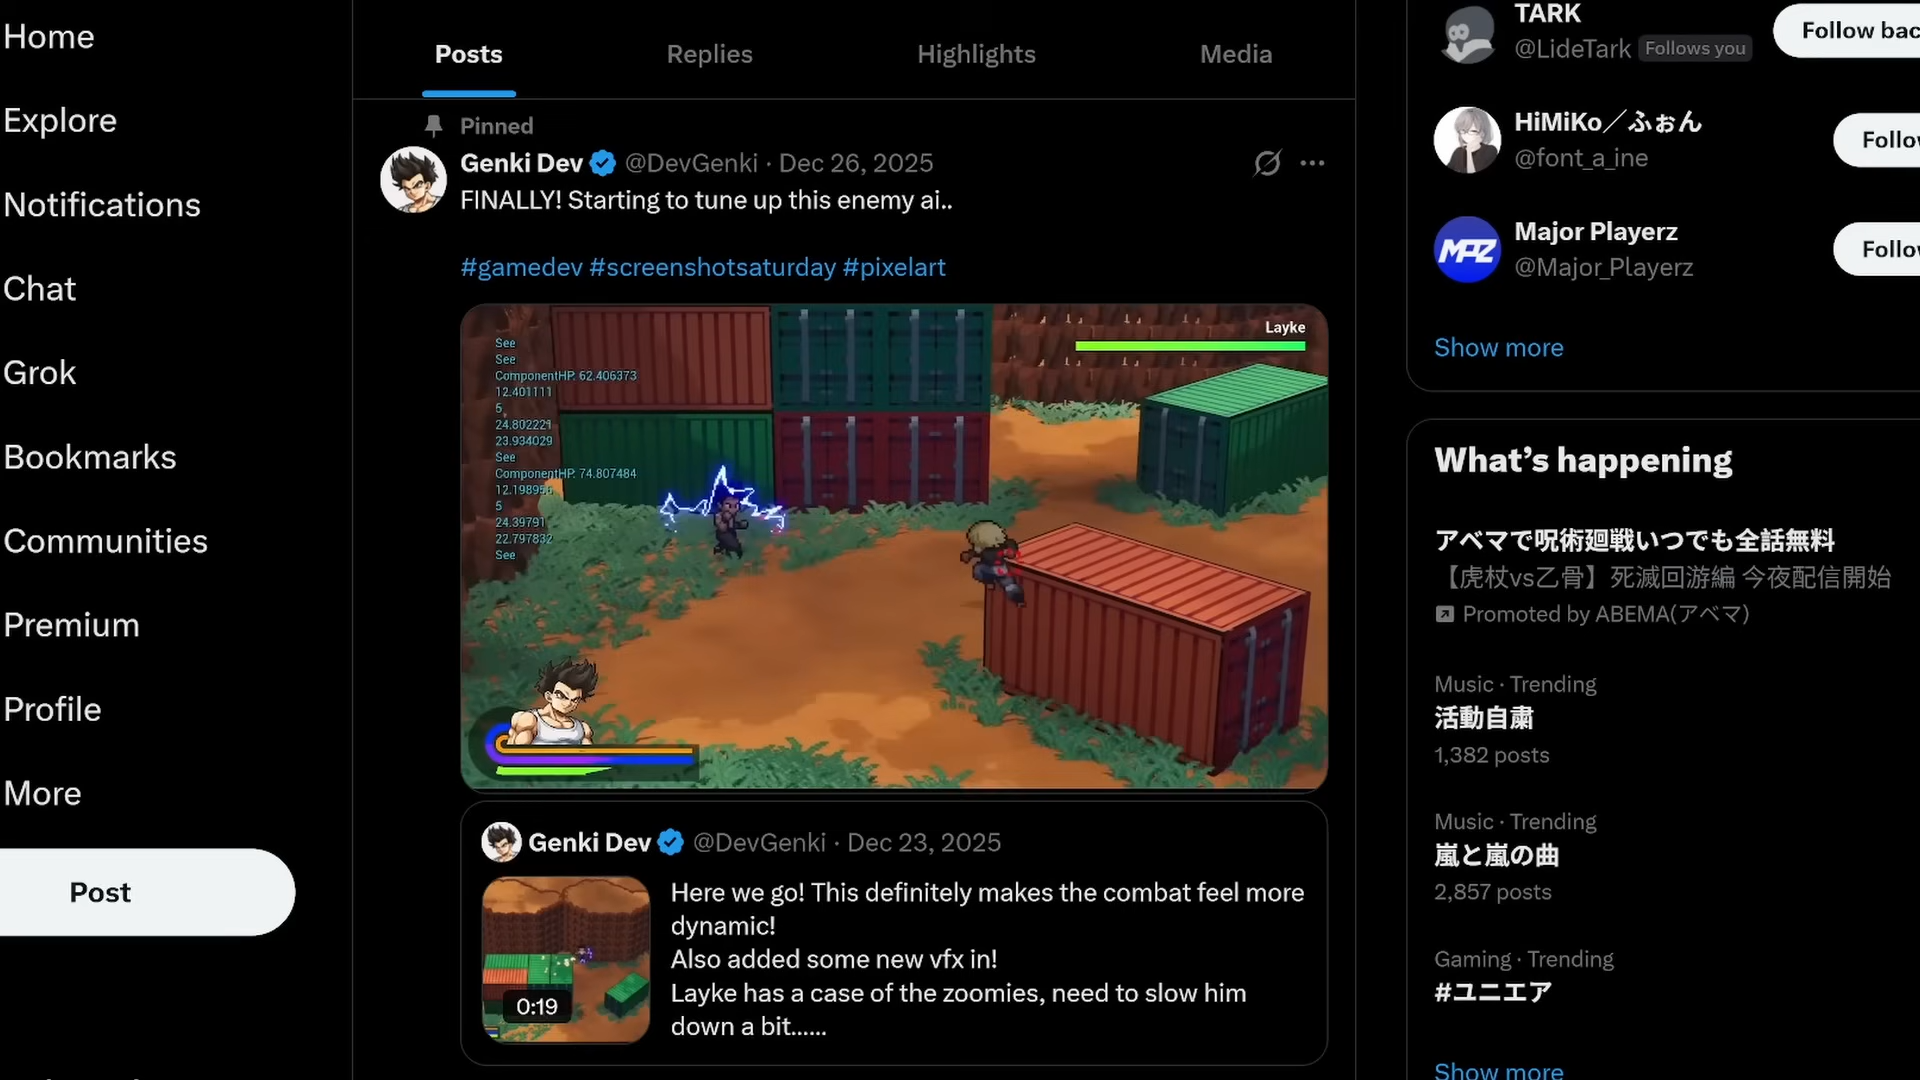 Home
Explore
Notifications
Chat
Grok
Bookmarks
Communities
Premium
Profile
More
Post
Posts
Replies
Highlights
Media
Pinned
Genki Dev @DevGenki · Dec 26, 2025
FINALLY! Starting to tune up this enemy ai..
#gamedev #screenshotsaturday #pixelart
Layke
See
See
ComponentHP: 62.406373
12.401111
5
24.802221
23.934029
See
ComponentHP: 74.807484
12.198955
5
24.39791
22.797832
See
Genki Dev @DevGenki · Dec 23, 2025
0:19
Here we go! This definitely makes the combat feel more
dynamic!
Also added some new vfx in!
Layke has a case of the zoomies, need to slow him
down a bit......
TARK
@LideTark Follows you
Follow bac
HiMiKo／ふぉん
@font_a_ine
Follow
Major Playerz
@Major_Playerz
Follow
MPZ
Show more
What's happening
アベマで呪術廻戦いつでも全話無料
【虎杖vs乙骨】死滅回游編 今夜配信開始
Promoted by ABEMA(アベマ)
Music · Trending
活動自粛
1,382 posts
Music · Trending
嵐と嵐の曲
2,857 posts
Gaming · Trending
#ユニエア
Show more